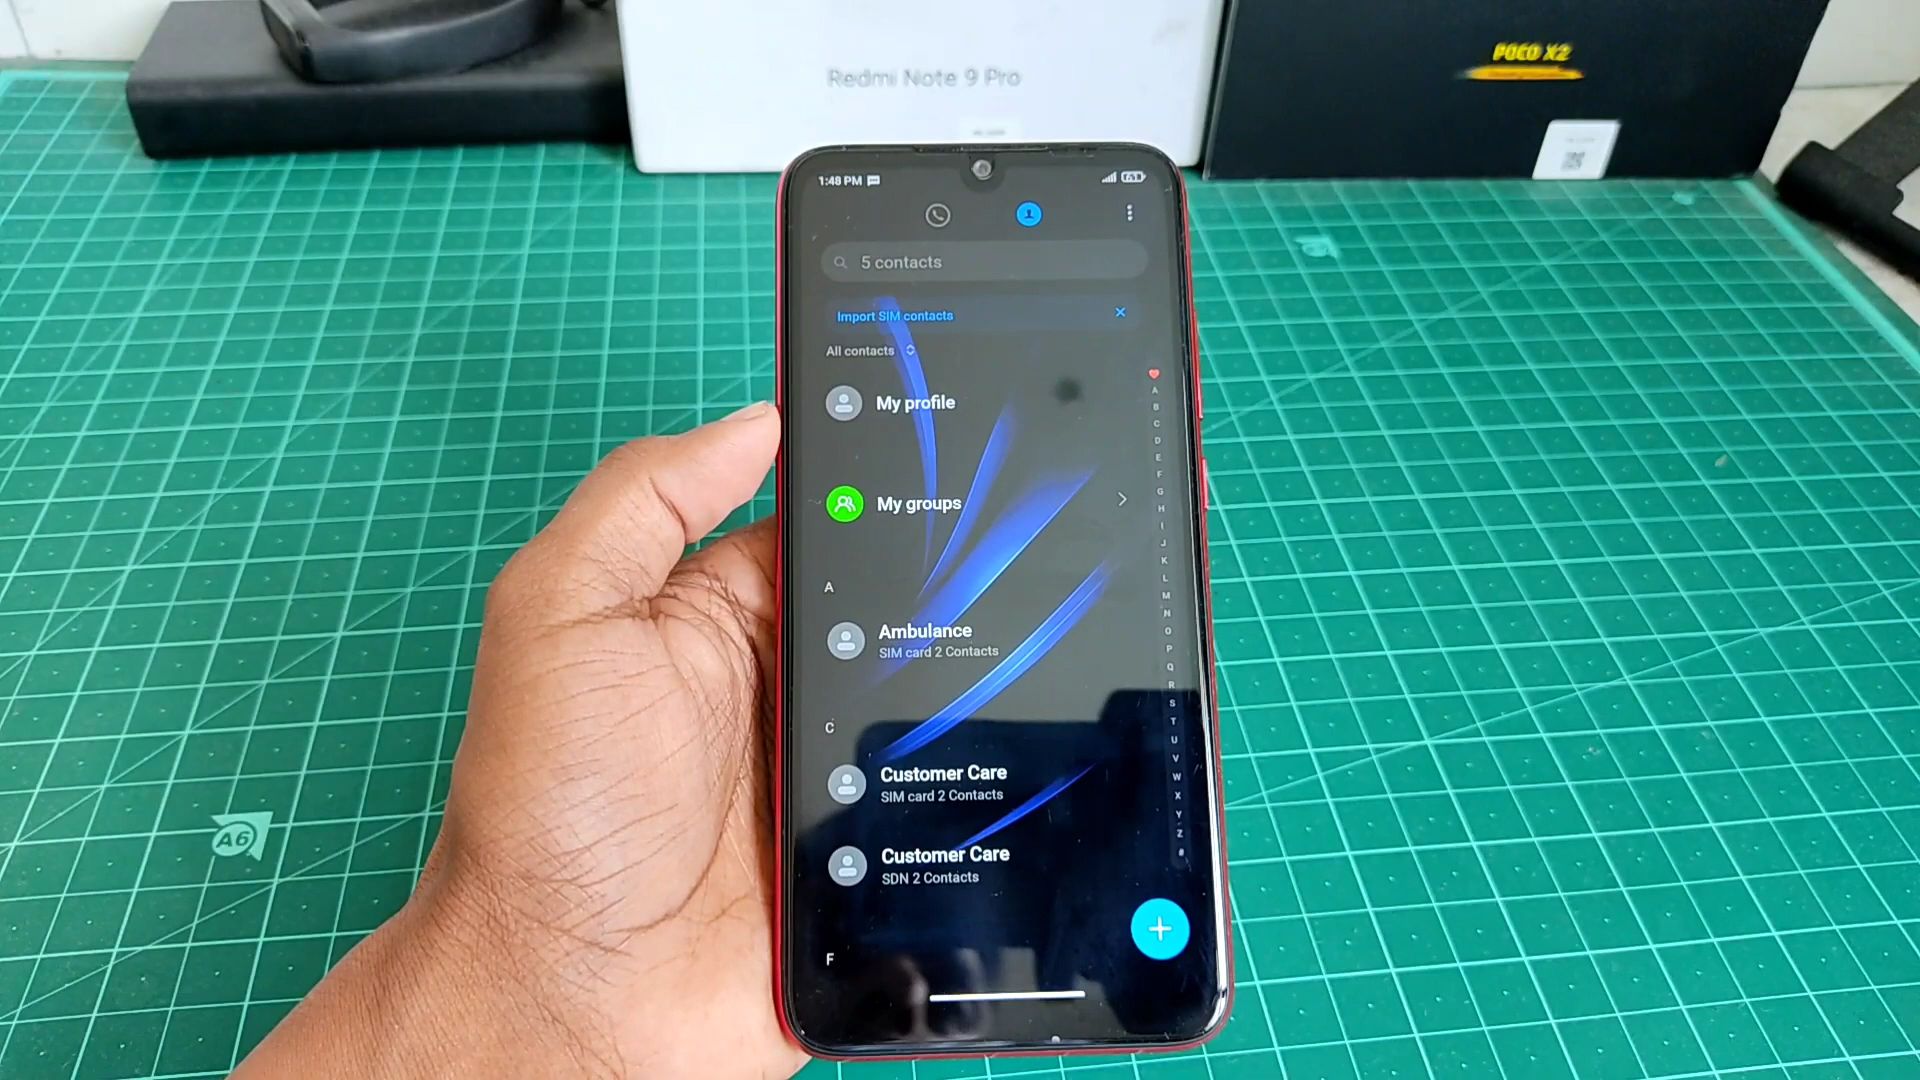 Redmi Note 9 Pro
POCO X2
1:48 PM
63
5 contacts
Import SIM contacts
All contacts
My profile
My groups
A
Ambulance
SIM card 2 Contacts
C
Customer Care
SIM card 2 Contacts
Customer Care
SDN 2 Contacts
F
A
B
C
D
E
F
G
H
I
J
K
L
M
N
O
P
Q
R
S
T
U
V
W
X
Y
Z
#
A6